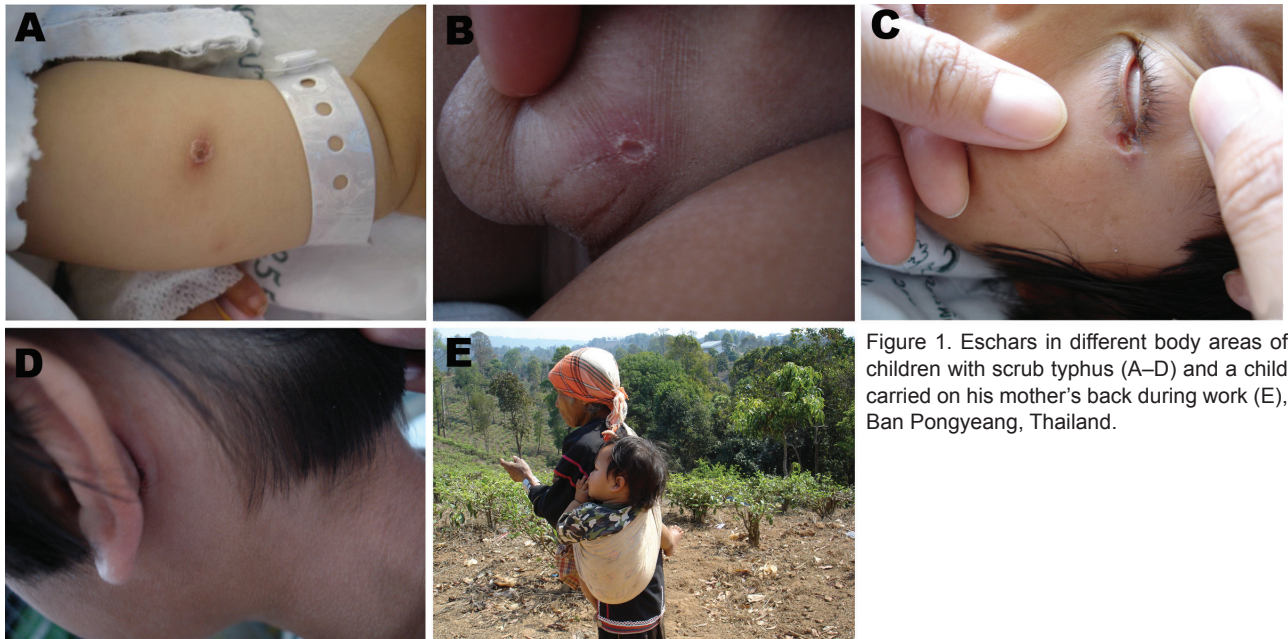 A
B
C
D
E
Figure 1. Eschars in different body areas of
children with scrub typhus (A–D) and a child
carried on his mother’s back during work (E),
Ban Pongyeang, Thailand.